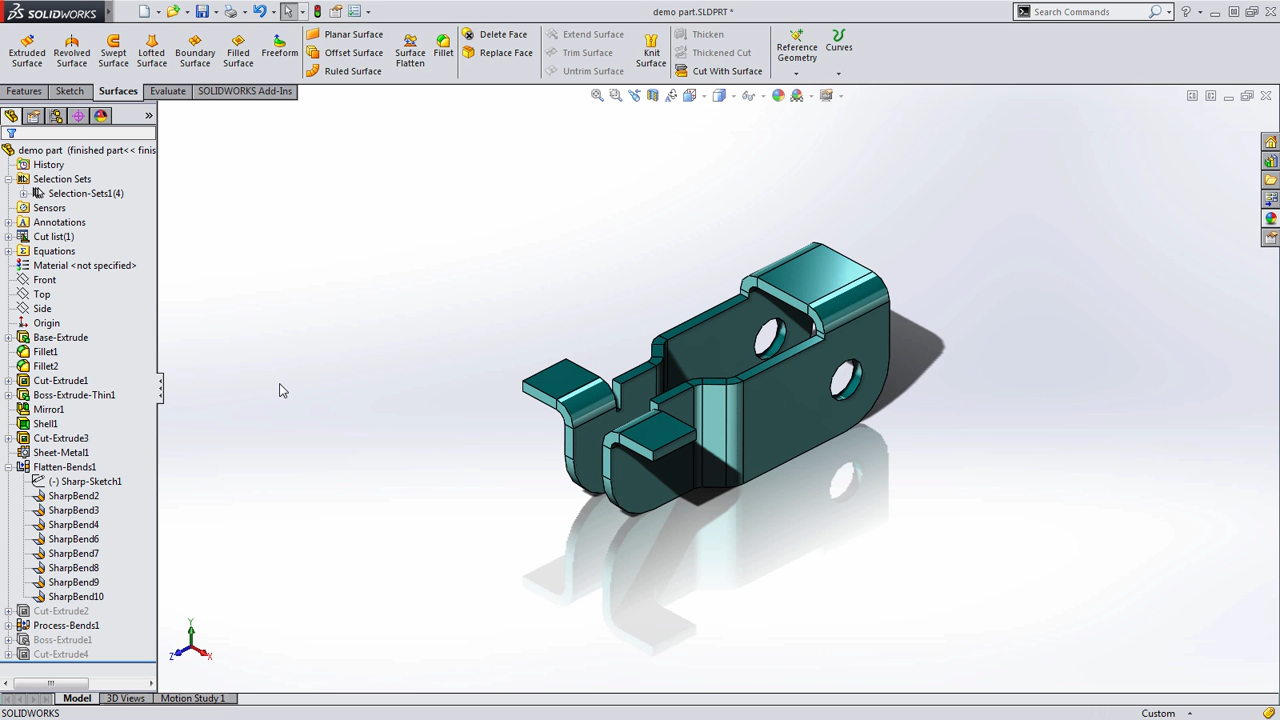 SOLIDWORKS
demo part.SLDPRT *
Search Commands
Extruded Surface
Revolved Surface
Swept Surface
Lofted Surface
Boundary Surface
Filled Surface
Freeform
Planar Surface
Offset Surface
Ruled Surface
Surface Flatten
Fillet
Delete Face
Replace Face
Extend Surface
Trim Surface
Untrim Surface
Knit Surface
Thicken
Thickened Cut
Cut With Surface
Reference Geometry
Curves
Features
Sketch
Surfaces
Evaluate
SOLIDWORKS Add-Ins
demo part (finished part<< finis
History
Selection Sets
Selection-Sets1(4)
Sensors
Annotations
Cut list(1)
Equations
Material <not specified>
Front
Top
Side
Origin
Base-Extrude
Fillet1
Fillet2
Cut-Extrude1
Boss-Extrude-Thin1
Mirror1
Shell1
Cut-Extrude3
Sheet-Metal1
Flatten-Bends1
(-) Sharp-Sketch1
SharpBend2
SharpBend3
SharpBend4
SharpBend6
SharpBend7
SharpBend8
SharpBend9
SharpBend10
Cut-Extrude2
Process-Bends1
Boss-Extrude1
Cut-Extrude4
Y
Z
X
Model
3D Views
Motion Study 1
SOLIDWORKS
Custom